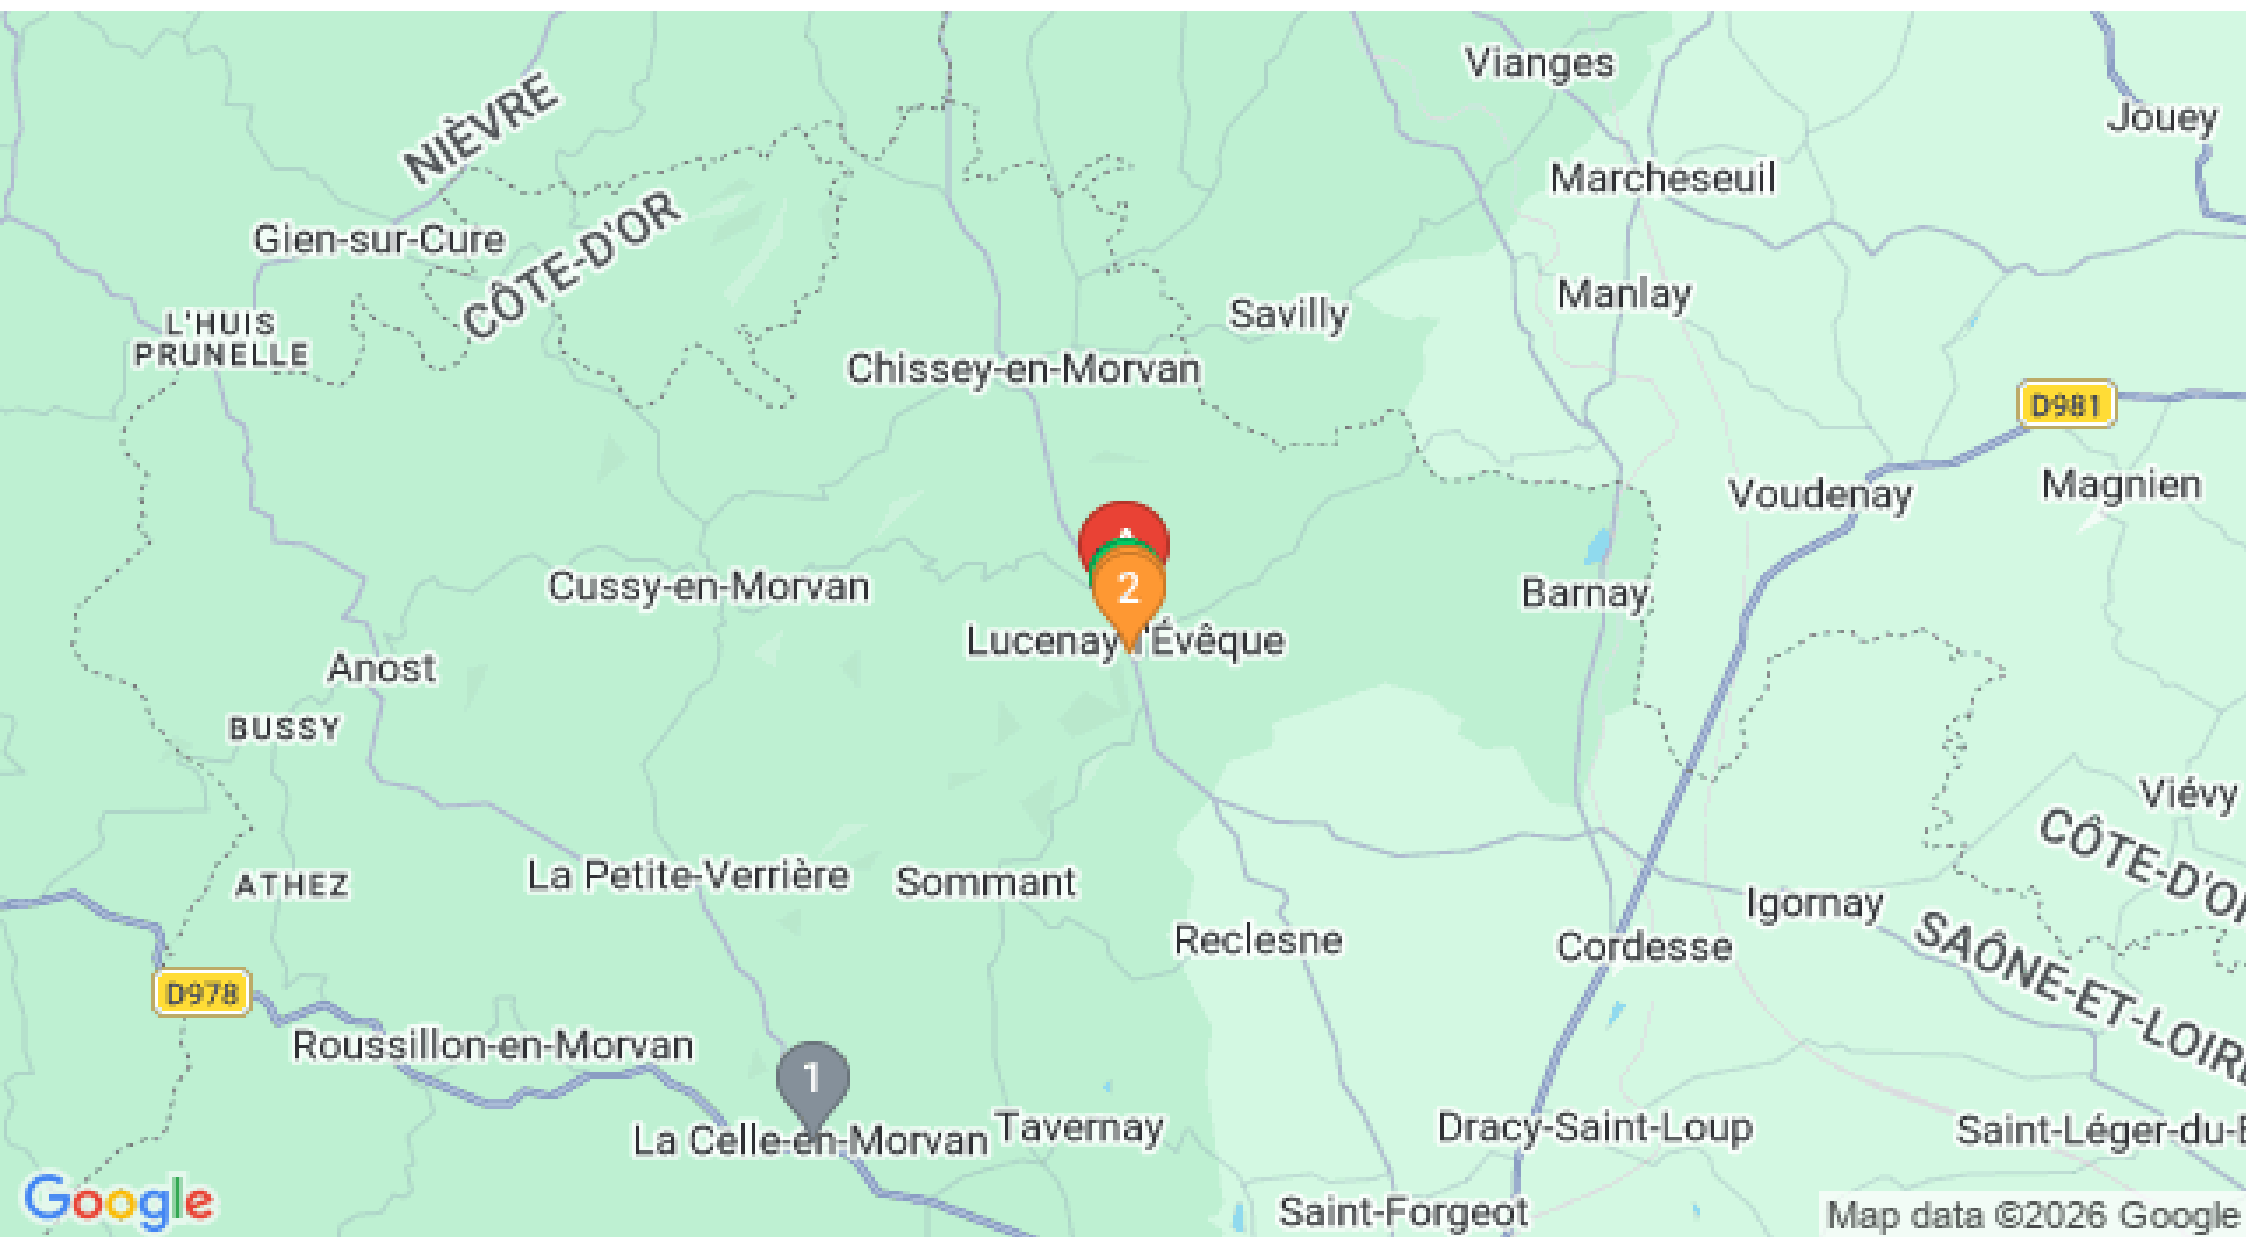 Vianges
Jouey
NIÈVRE
Marcheseuil
Gien-sur-Cure
CÔTE-D'OR
Manlay
Savilly
L'HUIS
PRUNELLE
Chissey-en-Morvan
D981
Magnien
Voudenay
2
Cussy-en-Morvan
Barnay
Lucenay-l'Évêque
Anost
BUSSY
Viévy
CÔTE-D'O
La Petite-Verrière
Sommant
ATHEZ
Igornay
Reclesne
Cordesse
SAÔNE-ET-LOIRE
D978
Roussillon-en-Morvan
1
La Celle-en-Morvan
Tavernay
Dracy-Saint-Loup
Saint-Léger-du-B
Google
Saint-Forgeot
Map data ©2026 Google